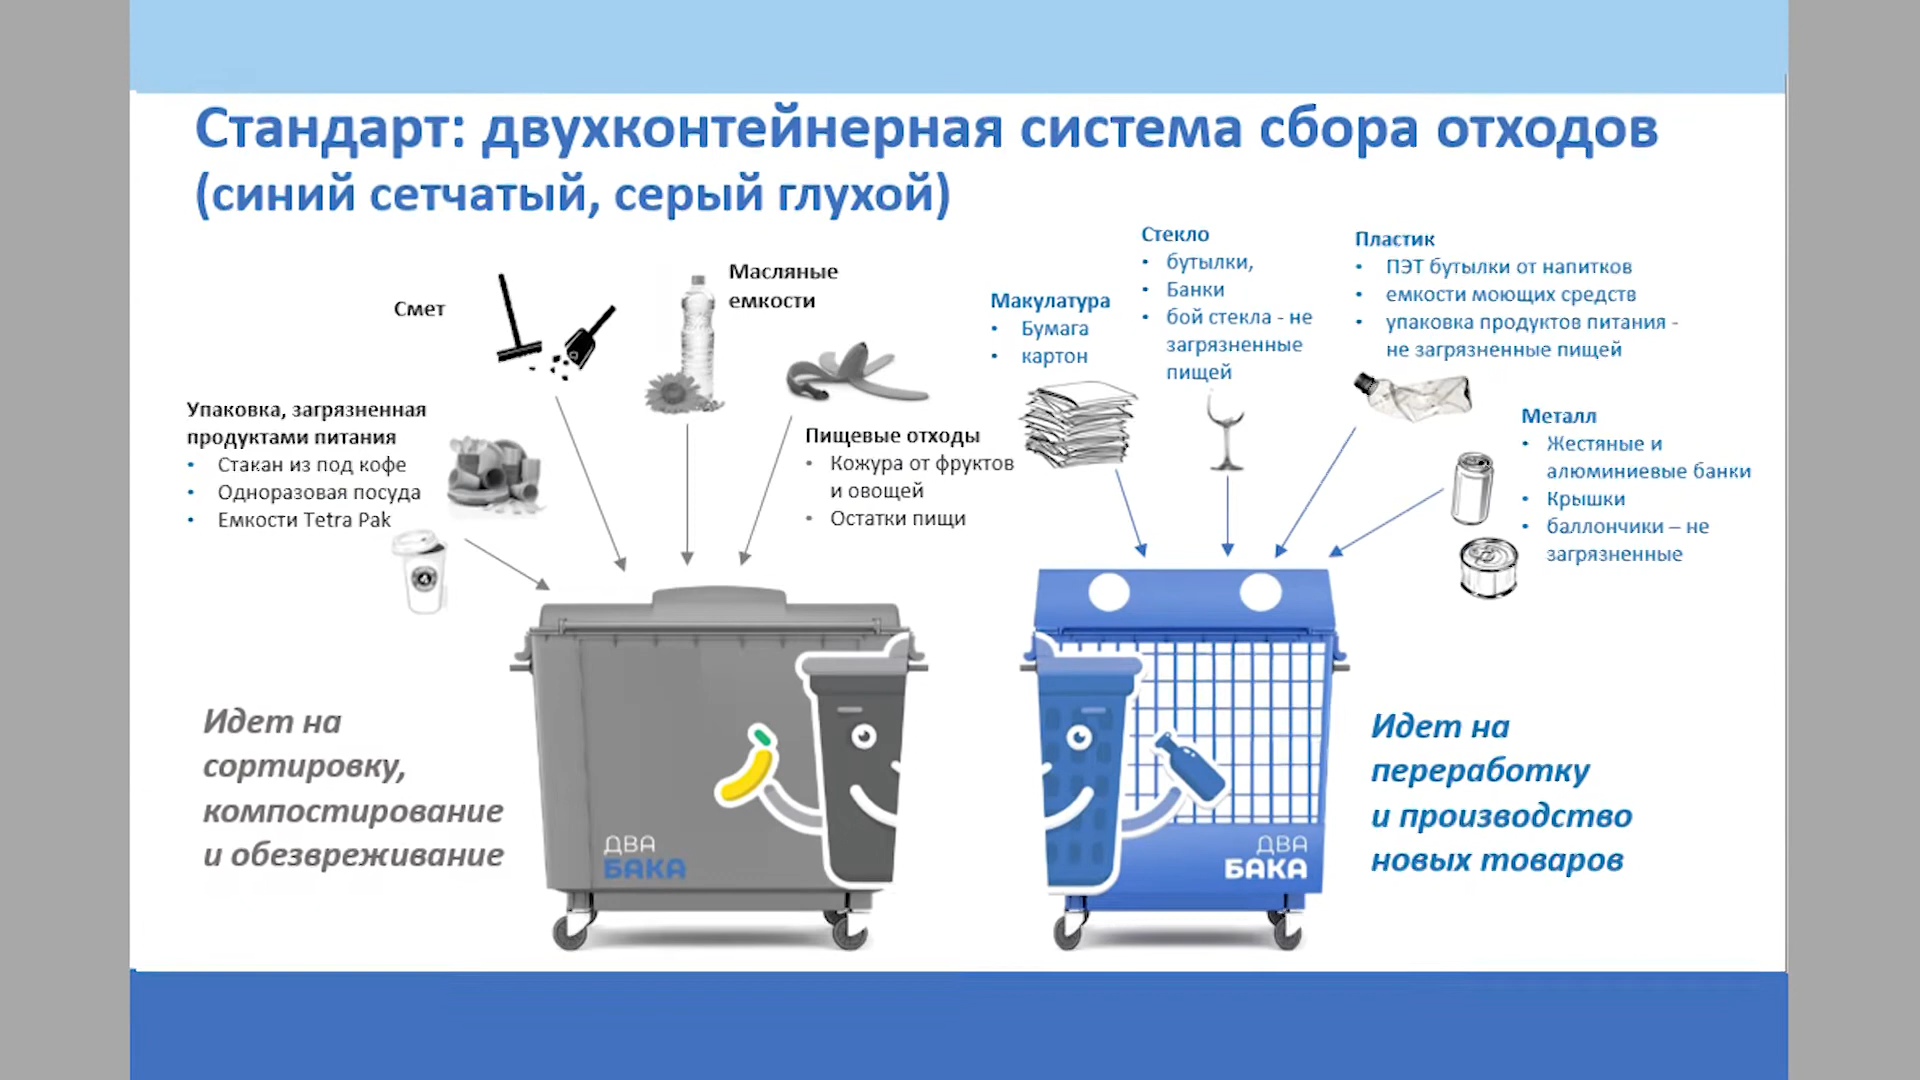 Стандарт: двухконтейнерная система сбора отходов
(синий сетчатый, серый глухой)
Смет
Масляные
емкости
Упаковка, загрязненная
продуктами питания
• Стакан из под кофе
• Одноразовая посуда
• Емкости Tetra Pak
Пищевые отходы
• Кожура от фруктов
и овощей
• Остатки пищи
Макулатура
• Бумага
• картон
Стекло
• бутылки,
• Банки
• бой стекла - не
загрязненные
пищей
Пластик
• ПЭТ бутылки от напитков
• емкости моющих средств
• упаковка продуктов питания -
не загрязненные пищей
Металл
• Жестяные и
алюминиевые банки
• Крышки
• баллончики – не
загрязненные
Идет на
сортировку,
компостирование
и обезвреживание
ДВА
БАКА
ДВА
БАКА
Идет на
переработку
и производство
новых товаров